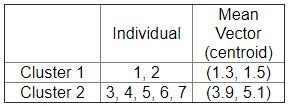 Individual
Mean
Vector
(centroid)
Cluster 1 1, 2 (1.3, 1.5)
Cluster 2 3, 4, 5, 6, 7 (3.9, 5.1)